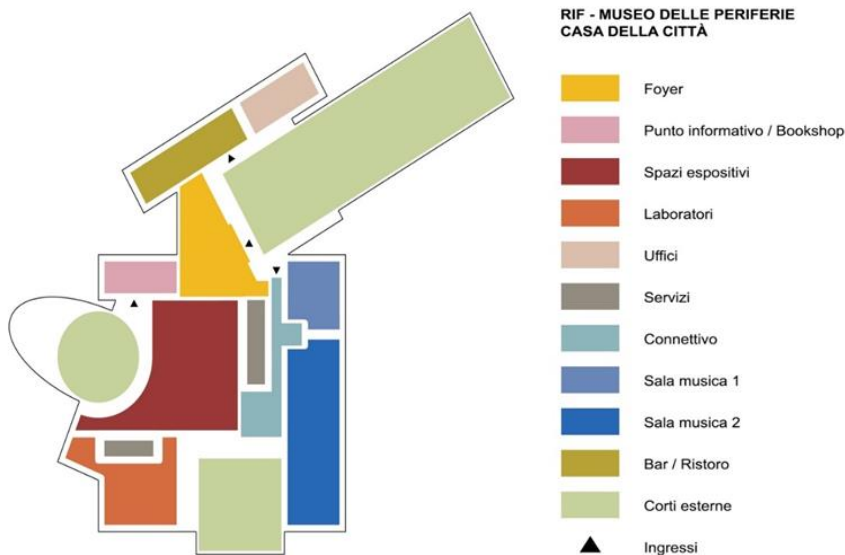 RIF - MUSEO DELLE PERIFERIE
CASA DELLA CITTÀ
Foyer
Punto informativo / Bookshop
Spazi espositivi
Laboratori
Uffici
Servizi
Connettivo
Sala musica 1
Sala musica 2
Bar / Ristoro
Corti esterne
Ingressi